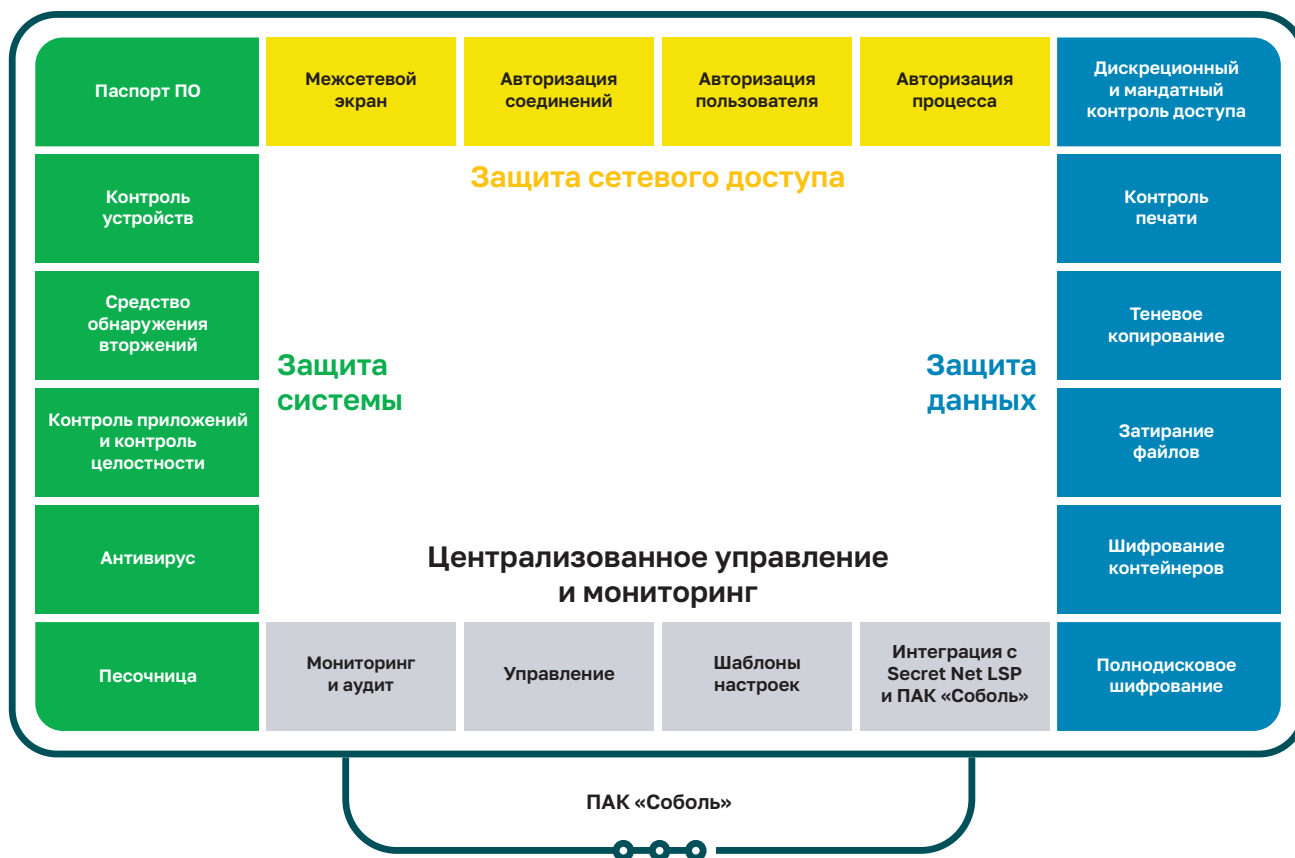 Паспорт ПО
Межсетевой
экран
Авторизация
соединений
Авторизация
пользователя
Авторизация
процесса
Дискреционный
и мандатный
контроль доступа
Защита сетевого доступа
Контроль
устройств
Контроль
печати
Средство
обнаружения
вторжений
Теневое
копирование
Защита
системы
Защита
данных
Контроль приложений
и контроль
целостности
Затирание
файлов
Антивирус
Централизованное управление
и мониторинг
Шифрование
контейнеров
Песочница
Мониторинг
и аудит
Управление
Шаблоны
настроек
Интеграция с
Secret Net LSP
и ПАК «Соболь»
Полнодисковое
шифрование
ПАК «Соболь»